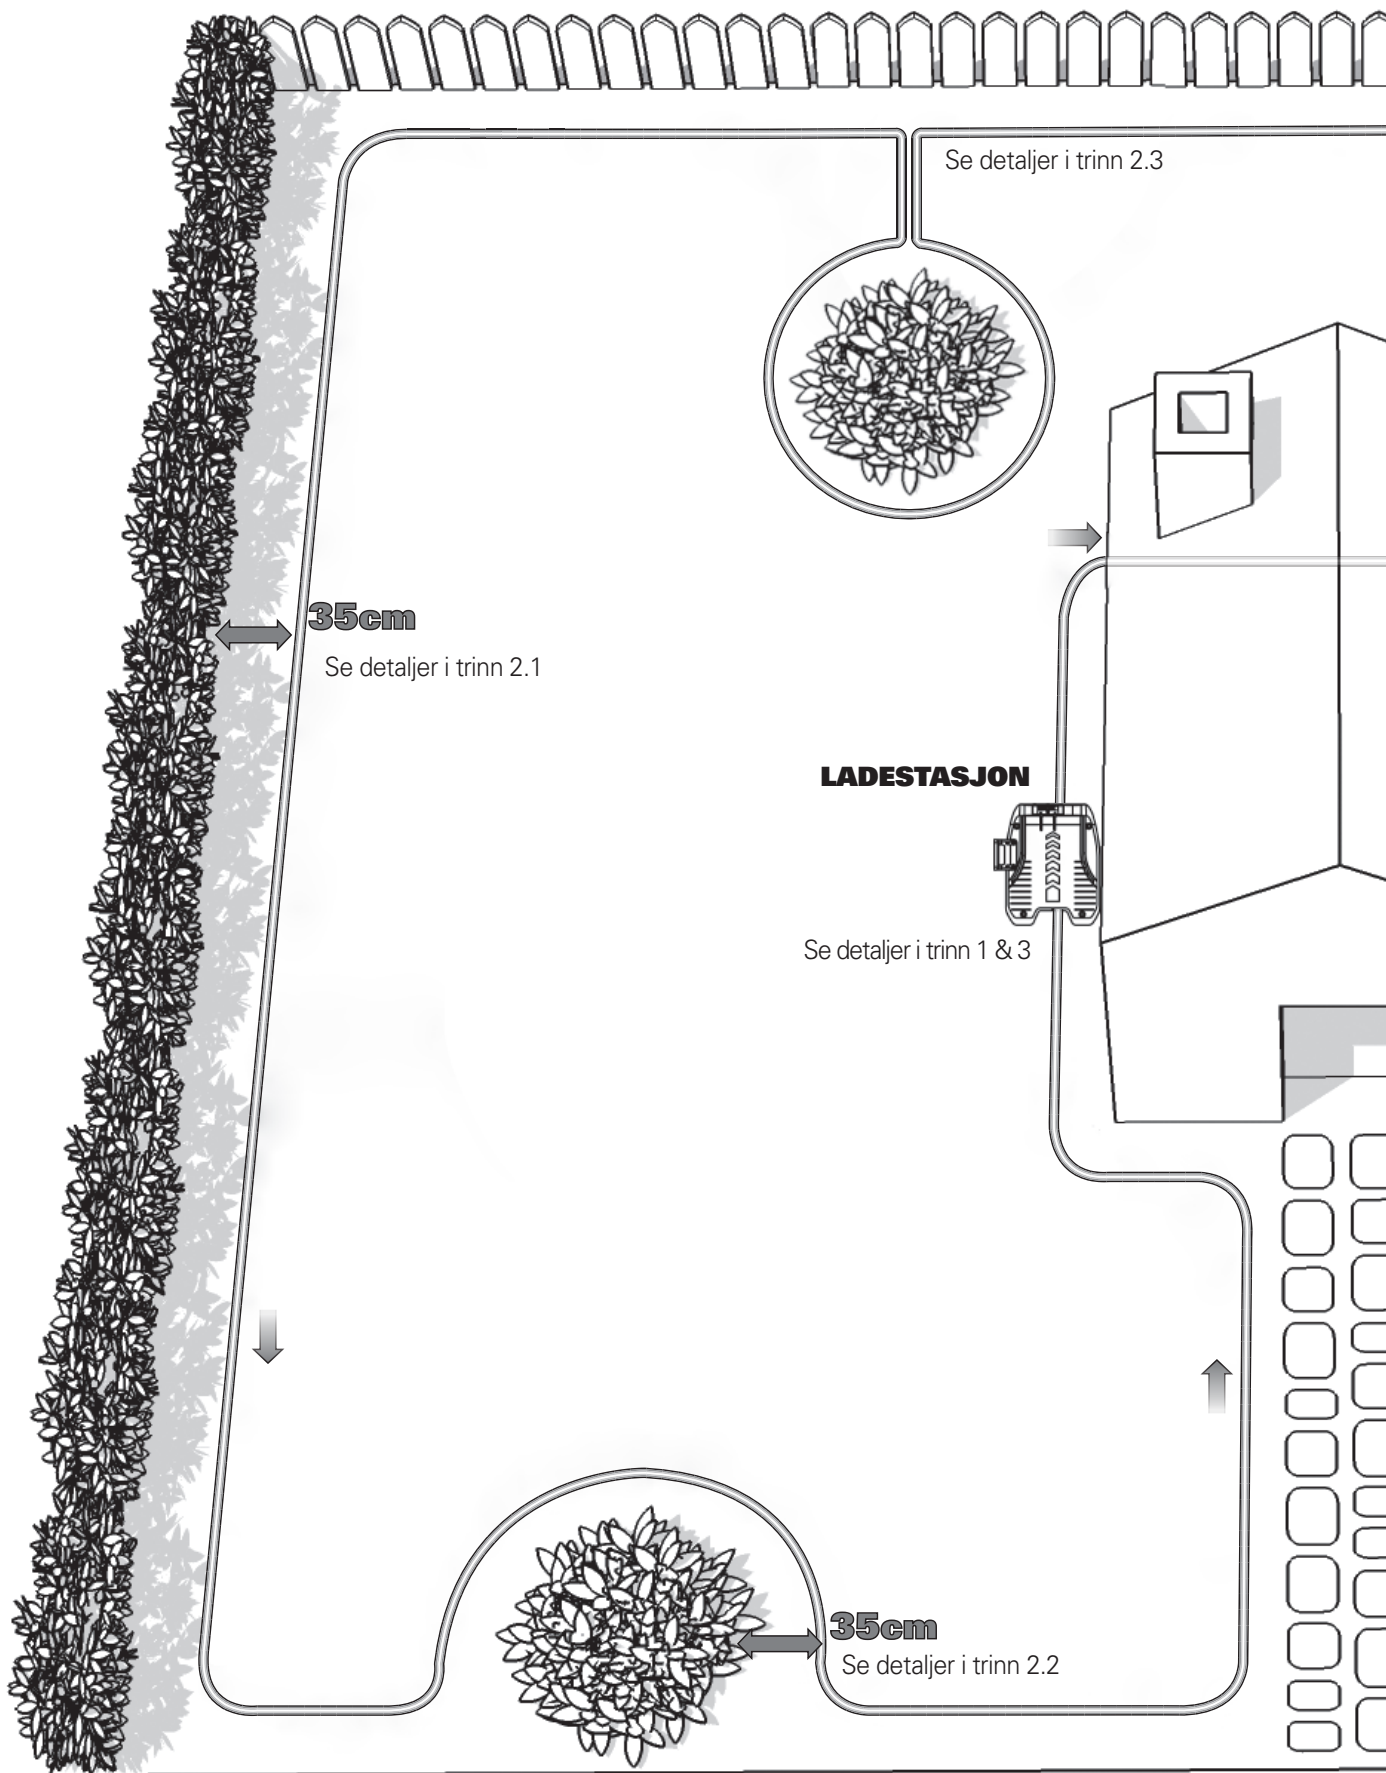 Se detaljer i trinn 2.3
35cm
Se detaljer i trinn 2.1
LADESTASJON
Se detaljer i trinn 1 & 3
35cm
Se detaljer i trinn 2.2